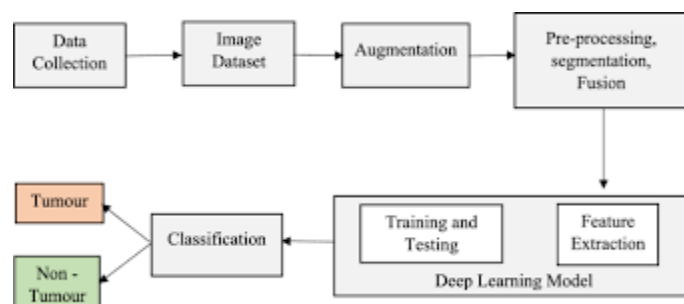 Data
Collection
Image
Dataset
Augmentation
Pre-processing,
segmentation,
Fusion
Tumour
Non -
Tumour
Classification
Training and
Testing
Feature
Extraction
Deep Learning Model